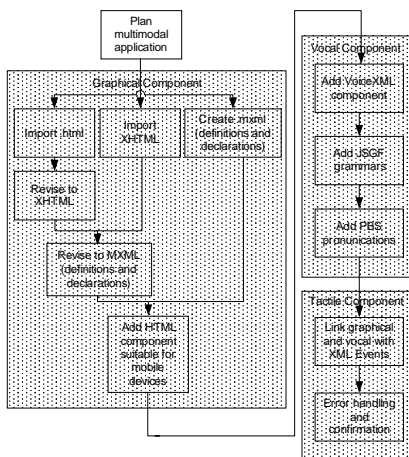 Plan
multimodal
application
Graphical Component
Import .html
Import
XHTML
Create .mxml
(definitions and
declarations)
Revise to
XHTML
Revise to MXML
(definitions and
declarations)
Add HTML
component
suitable for
mobile
devices
Vocal Component
Add VoiceXML
component
Add JSGF
grammars
Add PBS
pronunications
Tactile Component
Link graphical
and vocal with
XML Events
Error handling
and
confirmation